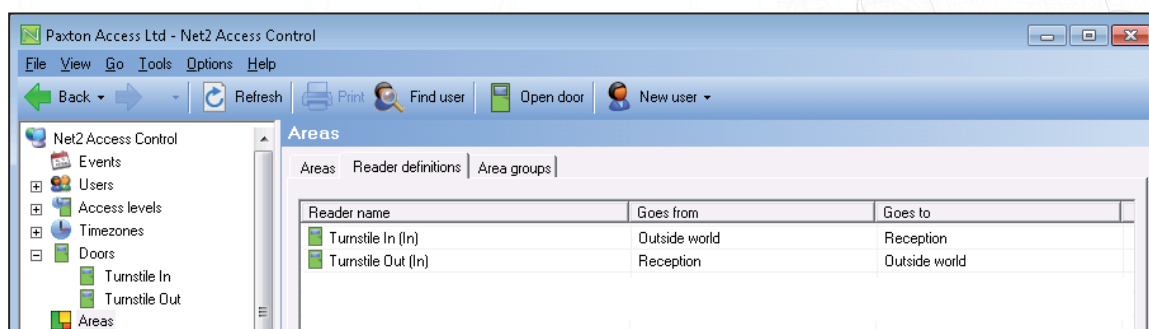 Paxton Access Ltd - Net2 Access Control
File View Go Tools Options Help
Back Refresh Print Find user Open door New user
Net2 Access Control
Events
Users
Access levels
Timezones
Doors
Turnstile In
Turnstile Out
Areas
Areas
Areas Reader definitions Area groups
Reader name Goes from Goes to
Turnstile In (In) Outside world Reception
Turnstile Out (In) Reception Outside world